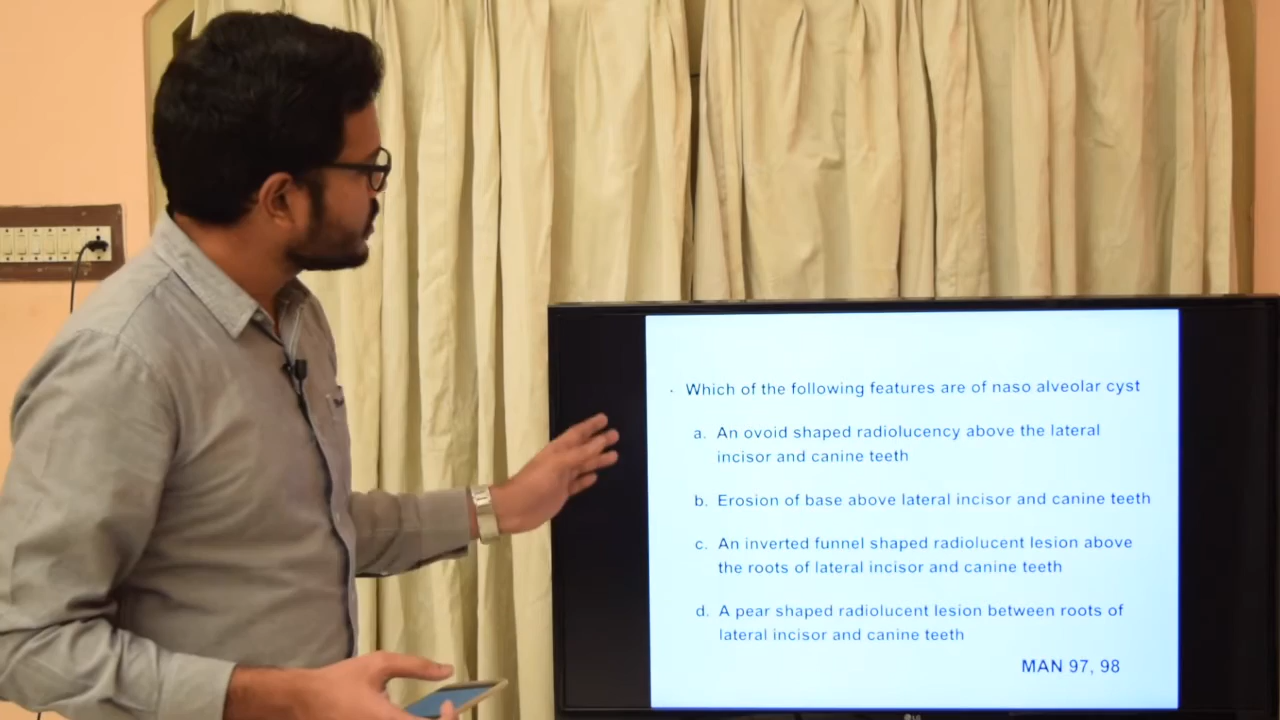 · Which of the following features are of naso alveolar cyst
a. An ovoid shaped radiolucency above the lateral
incisor and canine teeth
b. Erosion of base above lateral incisor and canine teeth
c. An inverted funnel shaped radiolucent lesion above
the roots of lateral incisor and canine teeth
d. A pear shaped radiolucent lesion between roots of
lateral incisor and canine teeth
MAN 97, 98
LG